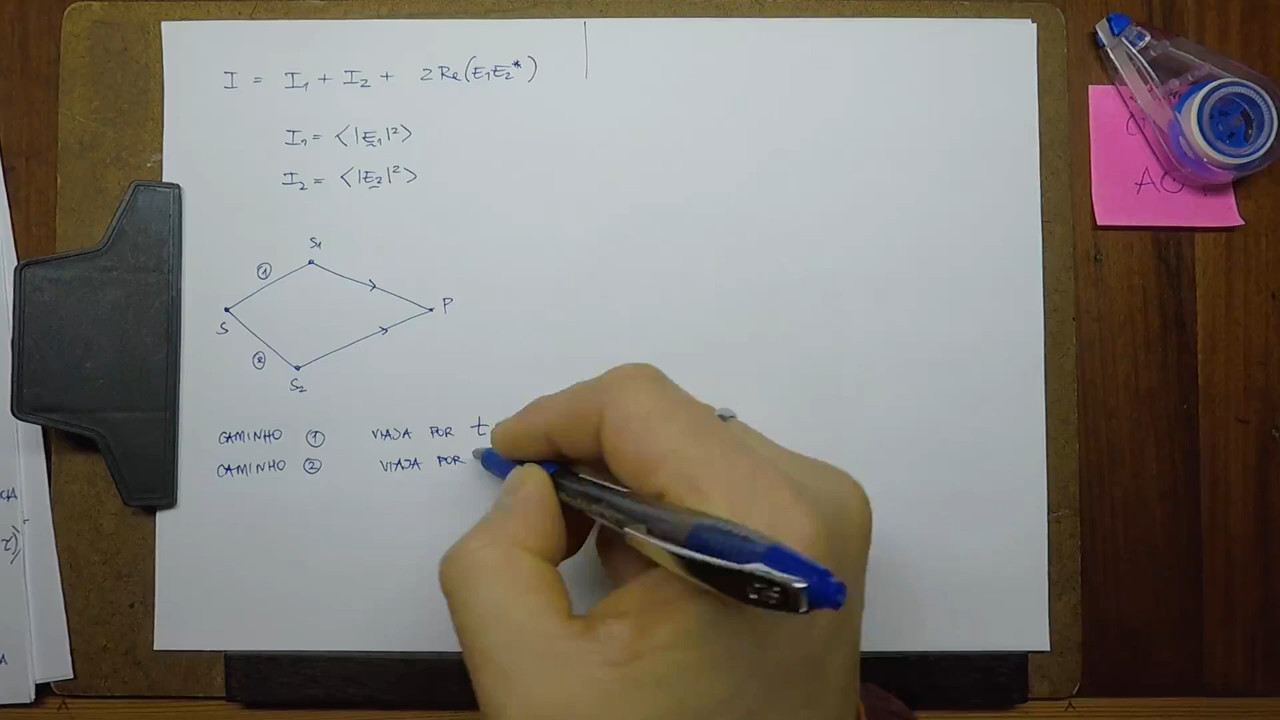 I = I₁ + I₂ + 2Re(E₁E₂*)
I₁ = ⟨|E₁|²⟩
I₂ = ⟨|E₂|²⟩
S₁
①
S
P
②
S₂
CAMINHO ① VIAJA POR t
CAMINHO ② VIAJA POR